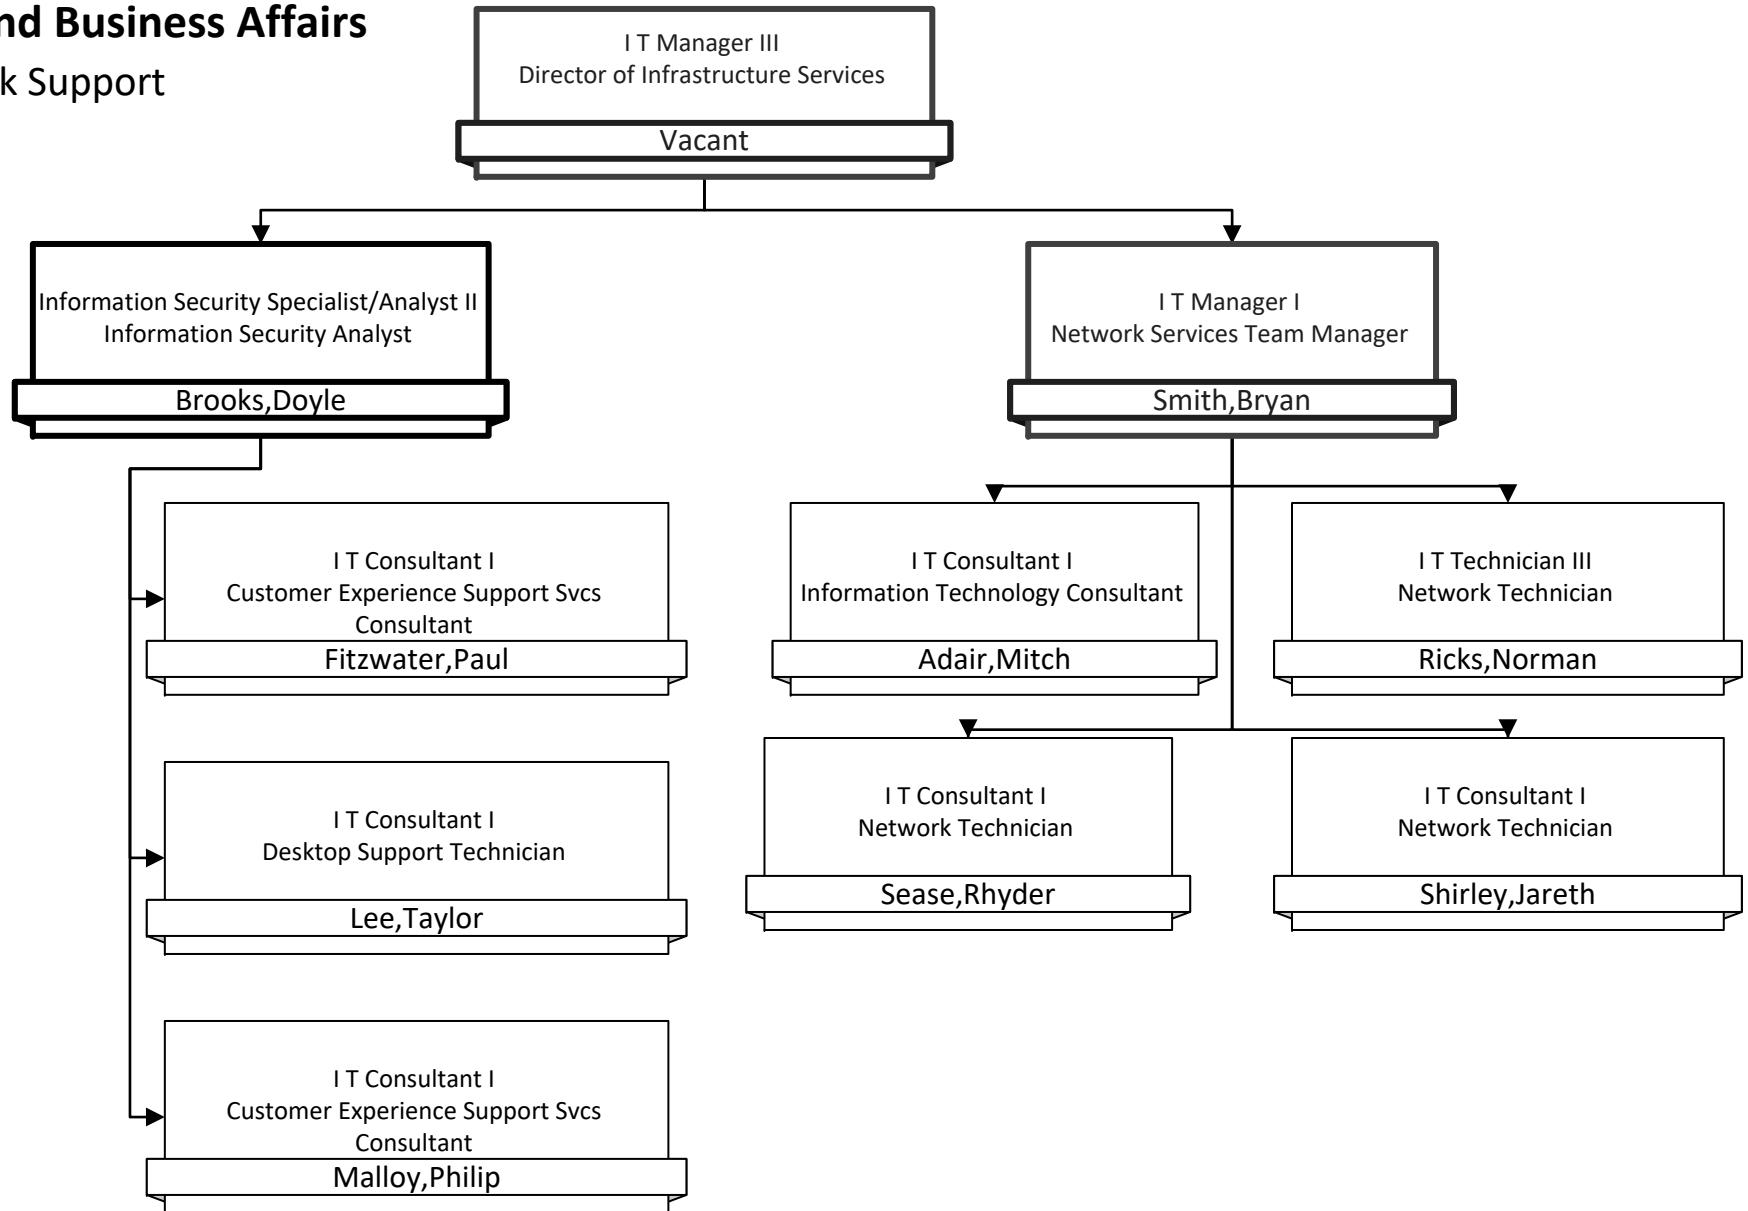 nd Business Affairs
k Support
I T Manager III
Director of Infrastructure Services
Vacant
Information Security Specialist/Analyst II
Information Security Analyst
Brooks,Doyle
I T Manager I
Network Services Team Manager
Smith,Bryan
I T Consultant I
Customer Experience Support Svcs
Consultant
Fitzwater,Paul
I T Consultant I
Information Technology Consultant
Adair,Mitch
I T Technician III
Network Technician
Ricks,Norman
I T Consultant I
Desktop Support Technician
Lee,Taylor
I T Consultant I
Network Technician
Sease,Rhyder
I T Consultant I
Network Technician
Shirley,Jareth
I T Consultant I
Customer Experience Support Svcs
Consultant
Malloy,Philip